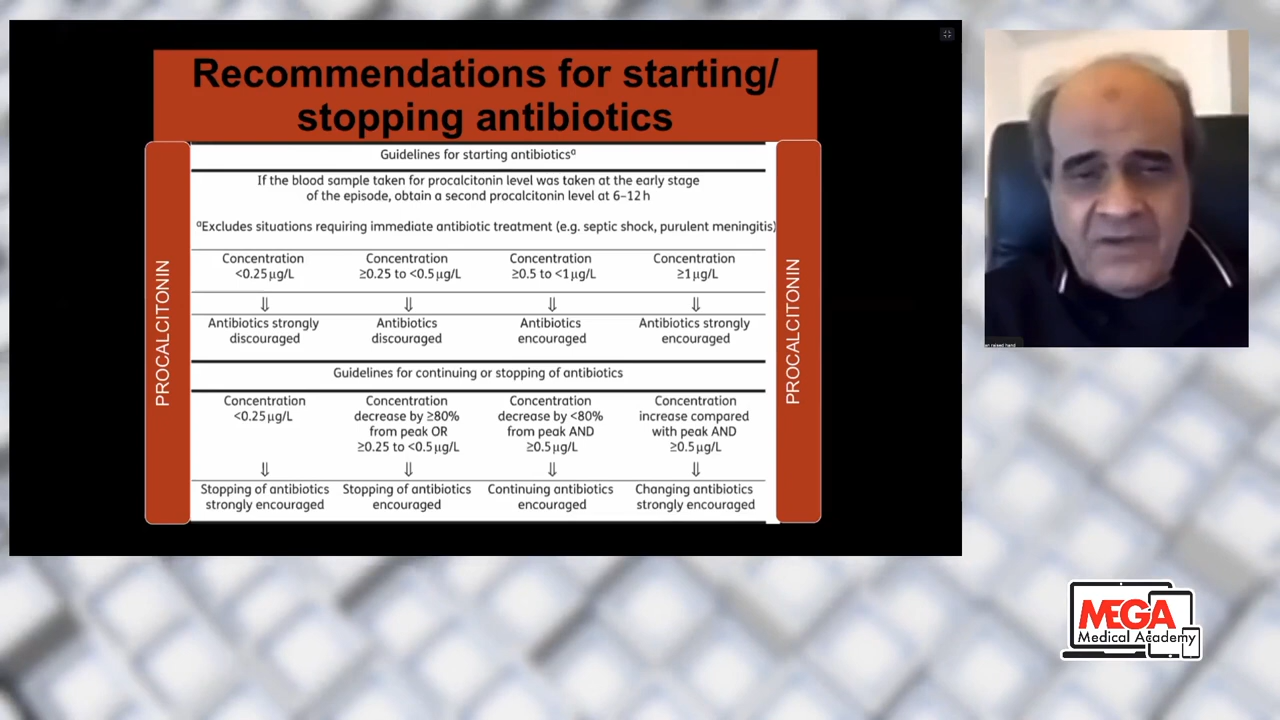 Recommendations for starting/
stopping antibiotics
PROCALCITONIN
Guidelines for starting antibioticsᵃ
If the blood sample taken for procalcitonin level was taken at the early stage
of the episode, obtain a second procalcitonin level at 6–12 h
ᵃExcludes situations requiring immediate antibiotic treatment (e.g. septic shock, purulent meningitis)
Concentration
<0.25 µg/L
Concentration
≥0.25 to <0.5 µg/L
Concentration
≥0.5 to <1 µg/L
Concentration
≥1 µg/L
⇓ ⇓ ⇓ ⇓
Antibiotics strongly
discouraged
Antibiotics
discouraged
Antibiotics
encouraged
Antibiotics strongly
encouraged
Guidelines for continuing or stopping of antibiotics
Concentration
<0.25 µg/L
Concentration
decrease by ≥80%
from peak OR
≥0.25 to <0.5 µg/L
Concentration
decrease by <80%
from peak AND
≥0.5 µg/L
Concentration
increase compared
with peak AND
≥0.5 µg/L
⇓ ⇓ ⇓ ⇓
Stopping of antibiotics
strongly encouraged
Stopping of antibiotics
encouraged
Continuing antibiotics
encouraged
Changing antibiotics
strongly encouraged
PROCALCITONIN
MEGA
Medical Academy